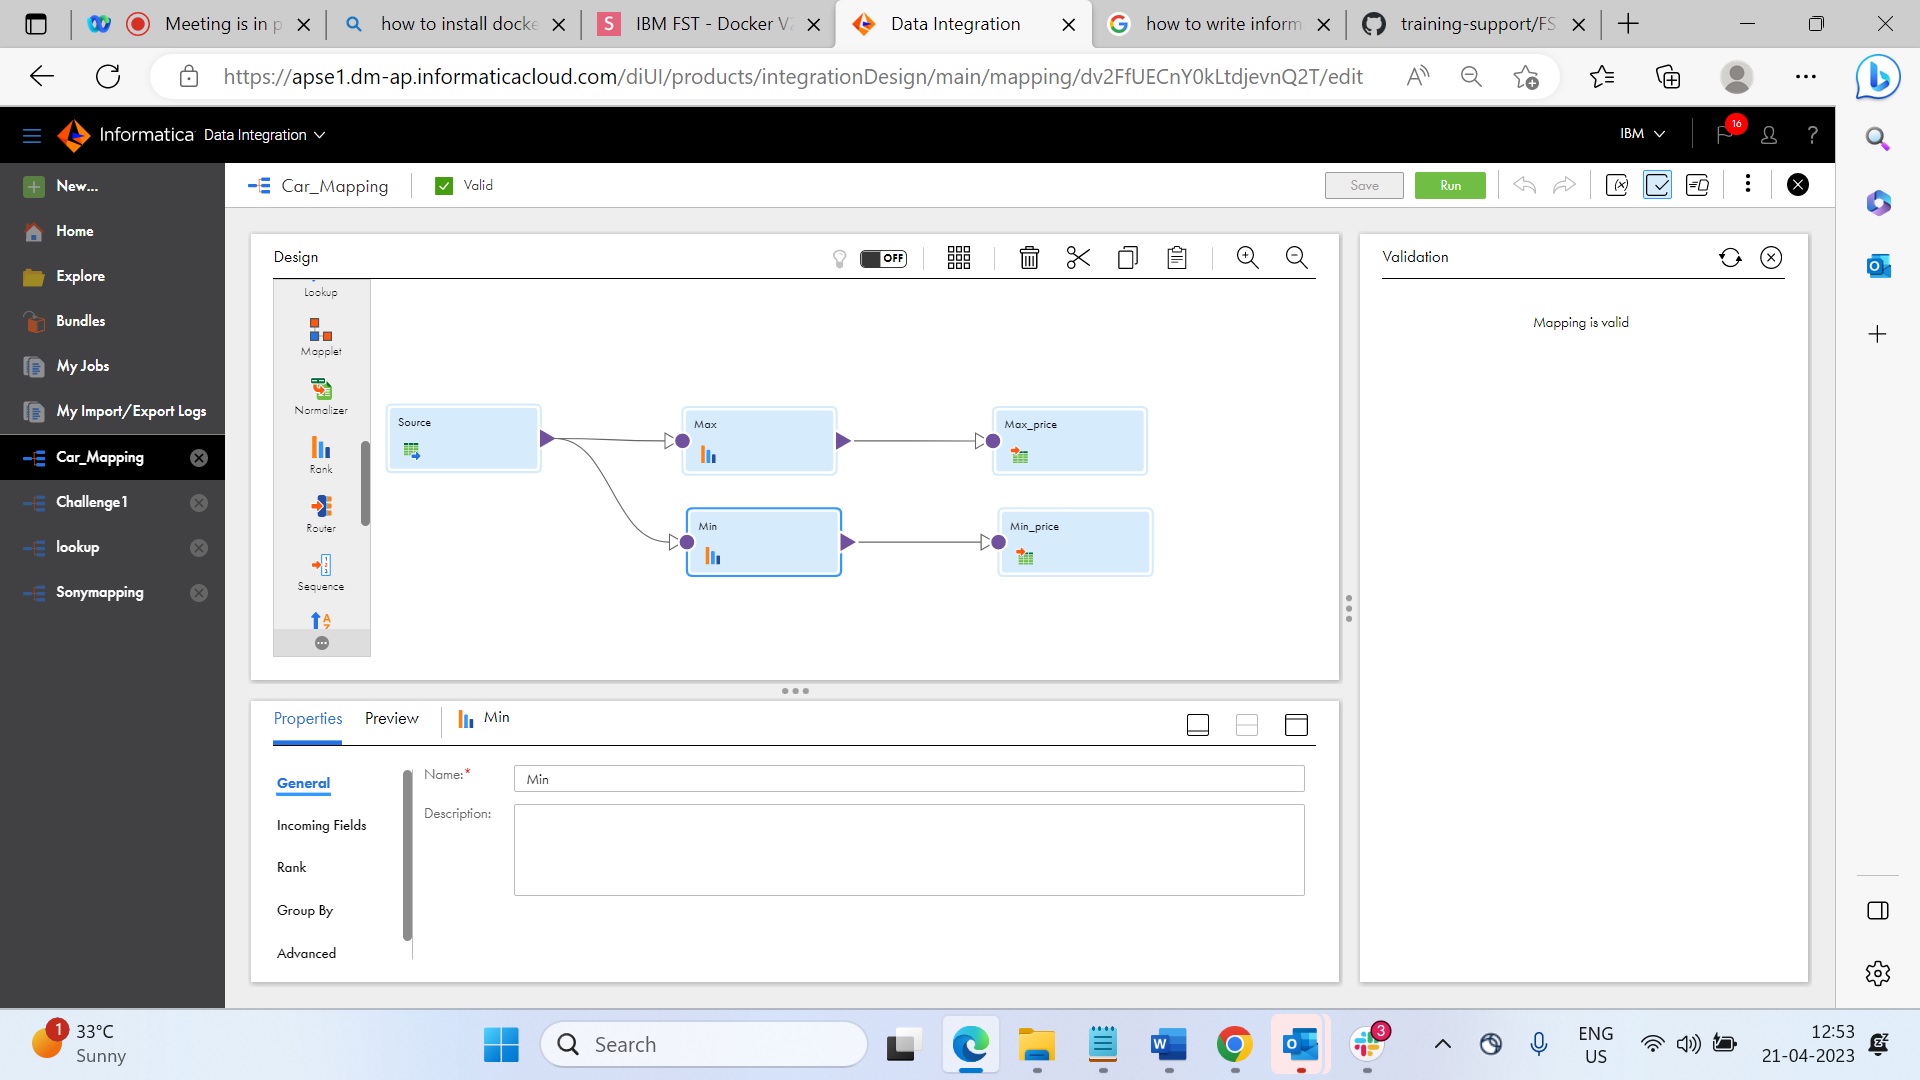 Meeting is in p
how to install docke
S
IBM FST - Docker V
Data Integration
how to write inform
training-support/FS
https://apse1.dm-ap.informaticacloud.com/diUI/products/integrationDesign/main/mapping/dv2FfUECnY0kLtdjevnQ2T/edit
Informatica Data Integration
IBM
16
?
New...
Home
Explore
Bundles
My Jobs
My Import/Export Logs
Car_Mapping
Challenge1
lookup
Sonymapping
Car_Mapping
Valid
Save
Run
Design
OFF
Lookup
Mapplet
Normalizer
Rank
Router
Sequence
Source
Max
Max_price
Min
Min_price
Validation
Mapping is valid
Properties
Preview
Min
General
Incoming Fields
Rank
Group By
Advanced
Name:*
Min
Description:
1
33°C
Sunny
Search
3
ENG
US
12:53
21-04-2023